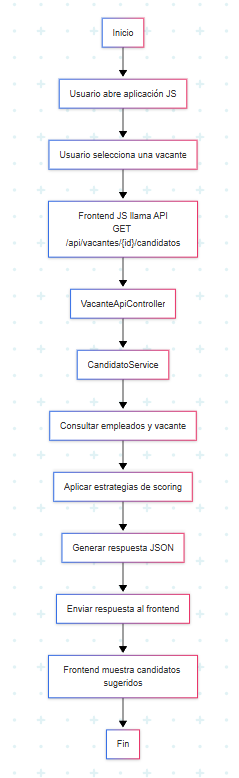 Inicio
Usuario abre aplicación JS
Usuario selecciona una vacante
Frontend JS llama API
GET
/api/vacantes/{id}/candidatos
VacanteApiController
CandidatoService
Consultar empleados y vacante
Aplicar estrategias de scoring
Generar respuesta JSON
Enviar respuesta al frontend
Frontend muestra candidatos
sugeridos
Fin